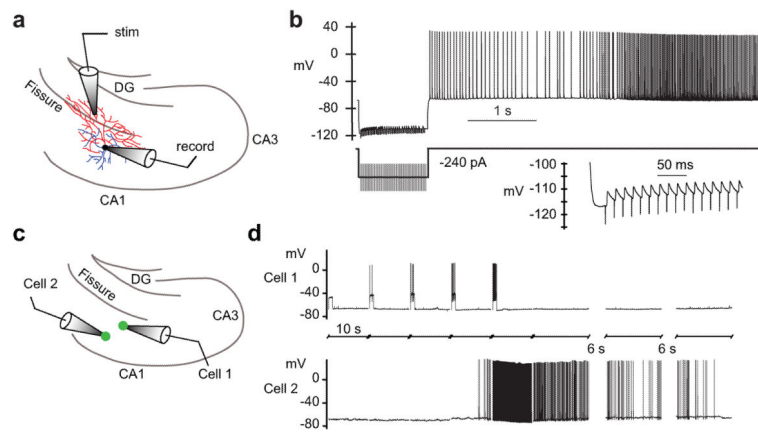 a
stim
DG
Fissure
record
CA3
CA1
b
40
0
mV
-40
-80
-120
1 s
-240 pA
-100
mV
-110
-120
50 ms
c
Cell 2
Fissure
DG
CA3
CA1
Cell 1
d
mV
40
Cell 1
0
-40
-80
10 s
6 s
6 s
mV
Cell 2
0
-40
-80